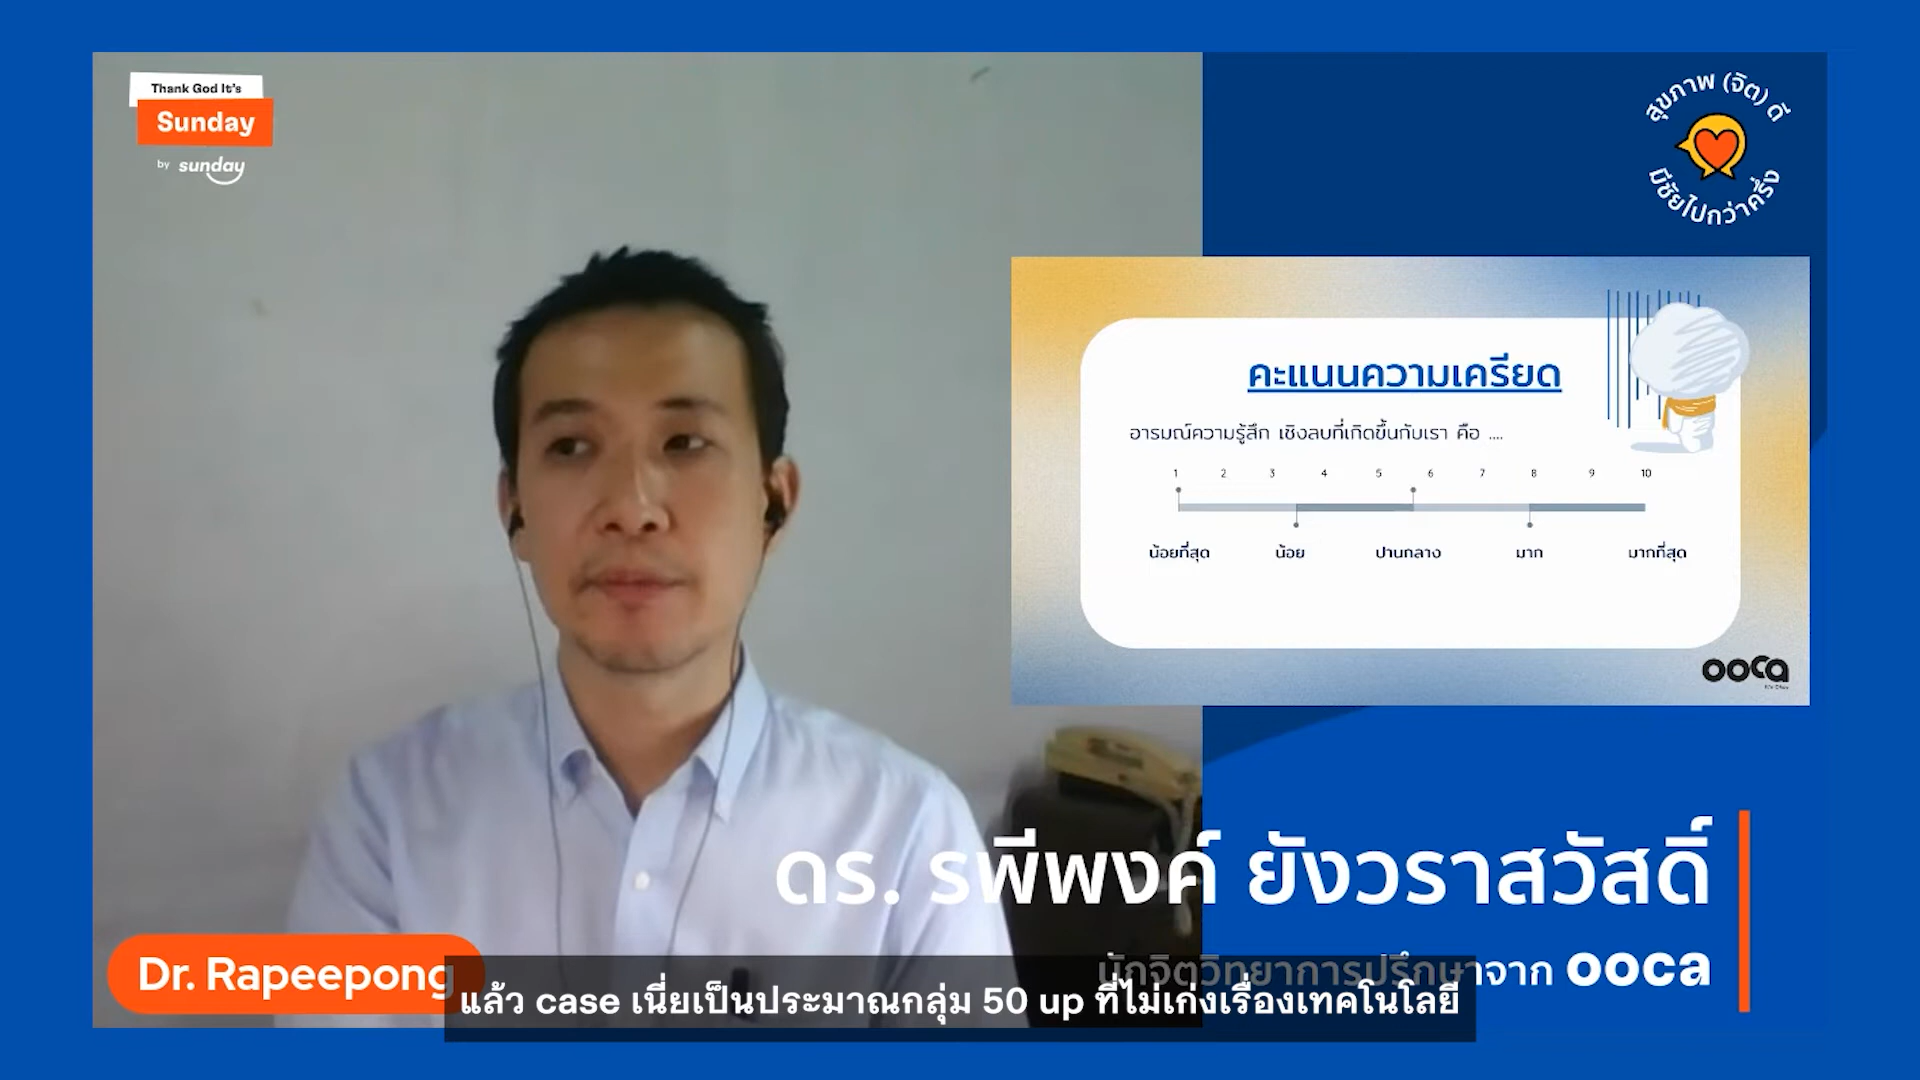 Thank God It's
Sunday
by sunday
สุขภาพ (จิต) ดี
มีชัยไปกว่าครึ่ง
คะแนนความเครียด
อารมณ์ความรู้สึก เชิงลบที่เกิดขึ้นกับเรา คือ ....
1 2 3 4 5 6 7 8 9 10
น้อยที่สุด น้อย ปานกลาง มาก มากที่สุด
ooca
ดร. รพีพงค์ ยังวราสวัสดิ์
นักจิตวิทยาการปรึกษาจาก ooca
Dr. Rapeepong
แล้ว case เนี่ยเป็นประมาณกลุ่ม 50 up ที่ไม่เก่งเรื่องเทคโนโลยี